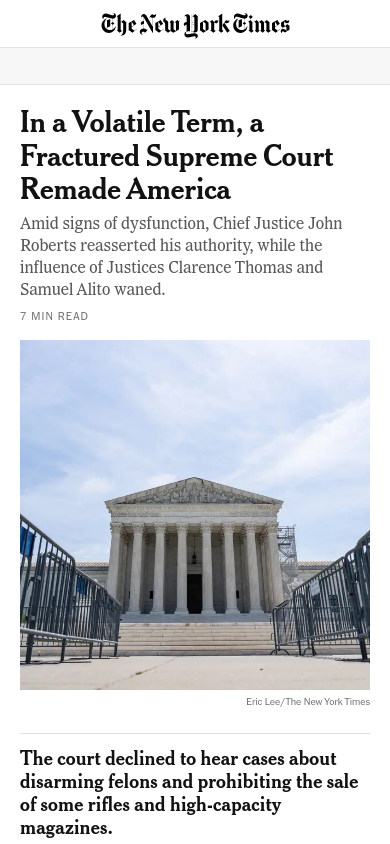 The New York Times
In a Volatile Term, a
Fractured Supreme Court
Remade America
Amid signs of dysfunction, Chief Justice John
Roberts reasserted his authority, while the
influence of Justices Clarence Thomas and
Samuel Alito waned.
7 MIN READ
Eric Lee/The New York Times
The court declined to hear cases about
disarming felons and prohibiting the sale
of some rifles and high-capacity
magazines.